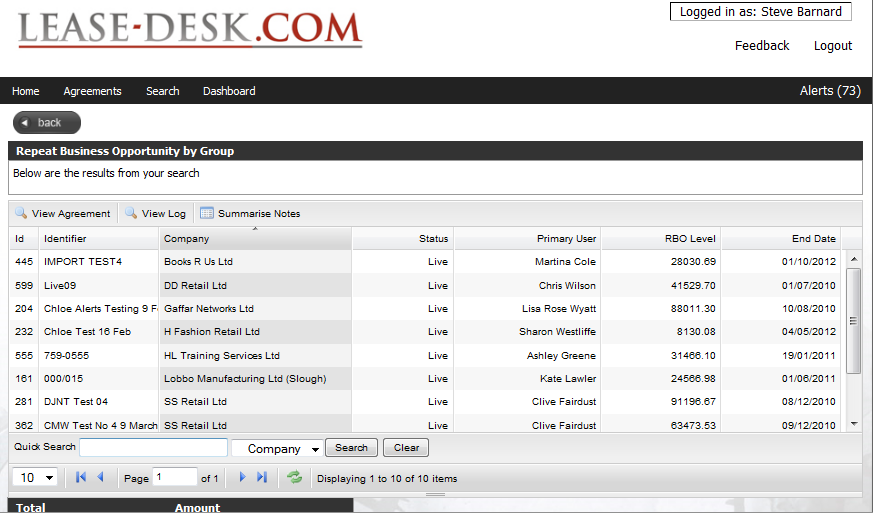 LEASE-DESK.COM
Logged in as: Steve Barnard
Feedback Logout
Home Agreements Search Dashboard Alerts (73)
back
Repeat Business Opportunity by Group
Below are the results from your search
View Agreement View Log Summarise Notes
Id Identifier Company Status Primary User RBO Level End Date
445 IMPORT TEST4 Books R Us Ltd Live Martina Cole 28030.69 01/10/2012
599 Live09 DD Retail Ltd Live Chris Wilson 41529.70 01/07/2010
204 Chloe Alerts Testing 9 F Gaffar Networks Ltd Live Lisa Rose Wyatt 88011.30 10/08/2010
232 Chloe Test 16 Feb H Fashion Retail Ltd Live Sharon Westliffe 8130.08 04/05/2012
555 759-0555 HL Training Services Ltd Live Ashley Greene 31466.10 19/01/2011
161 000/015 Lobbo Manufacturing Ltd (Slough) Live Kate Lawler 24566.98 01/06/2011
281 DJNT Test 04 SS Retail Ltd Live Clive Fairdust 91196.67 08/12/2010
362 CMW Test No 4 9 March SS Retail Ltd Live Clive Fairdust 63473.53 09/12/2010
Quick Search Company Search Clear
10 Page 1 of 1 Displaying 1 to 10 of 10 items
Total Amount